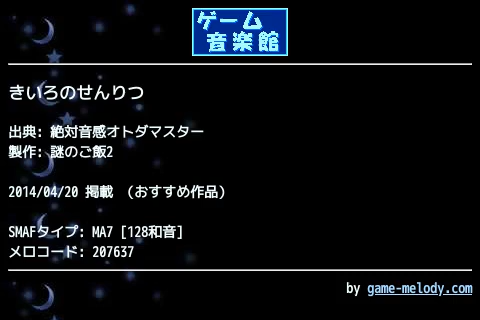 ゲーム
音楽館
きいろのせんりつ
出典: 絶対音感オトダマスター
製作: 謎のご飯2
2014/04/20 掲載 (おすすめ作品)
SMAFタイプ: MA7 [128和音]
メロコード: 207637
by game-melody.com